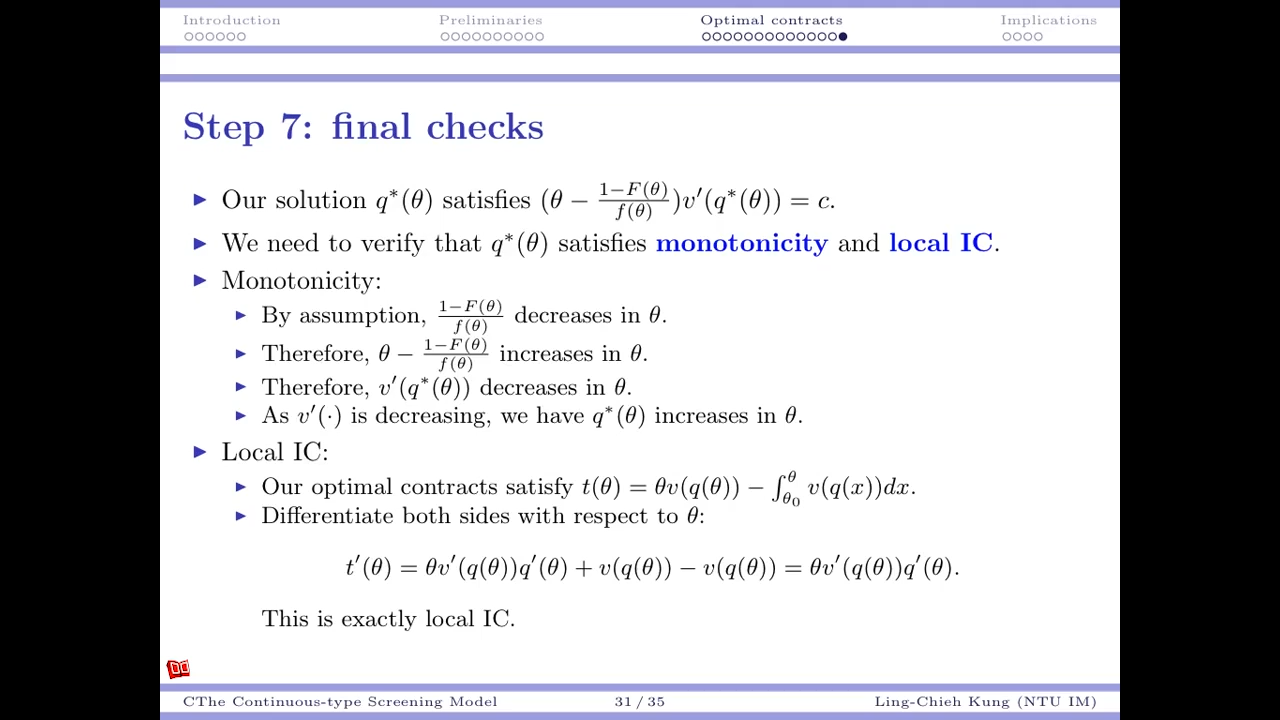 Introduction Preliminaries Optimal contracts Implications
Step 7: final checks
▶ Our solution q*(θ) satisfies (θ − \frac{1−F(θ)}{f(θ)})v′(q*(θ)) = c.
▶ We need to verify that q*(θ) satisfies monotonicity and local IC.
▶ Monotonicity:
▶ By assumption, \frac{1−F(θ)}{f(θ)} decreases in θ.
▶ Therefore, θ − \frac{1−F(θ)}{f(θ)} increases in θ.
▶ Therefore, v′(q*(θ)) decreases in θ.
▶ As v′(·) is decreasing, we have q*(θ) increases in θ.
▶ Local IC:
▶ Our optimal contracts satisfy t(θ) = θv(q(θ)) − ∫_{θ_0}^{θ} v(q(x))dx.
▶ Differentiate both sides with respect to θ:
t′(θ) = θv′(q(θ))q′(θ) + v(q(θ)) − v(q(θ)) = θv′(q(θ))q′(θ).
This is exactly local IC.
CThe Continuous-type Screening Model 31 / 35 Ling-Chieh Kung (NTU IM)